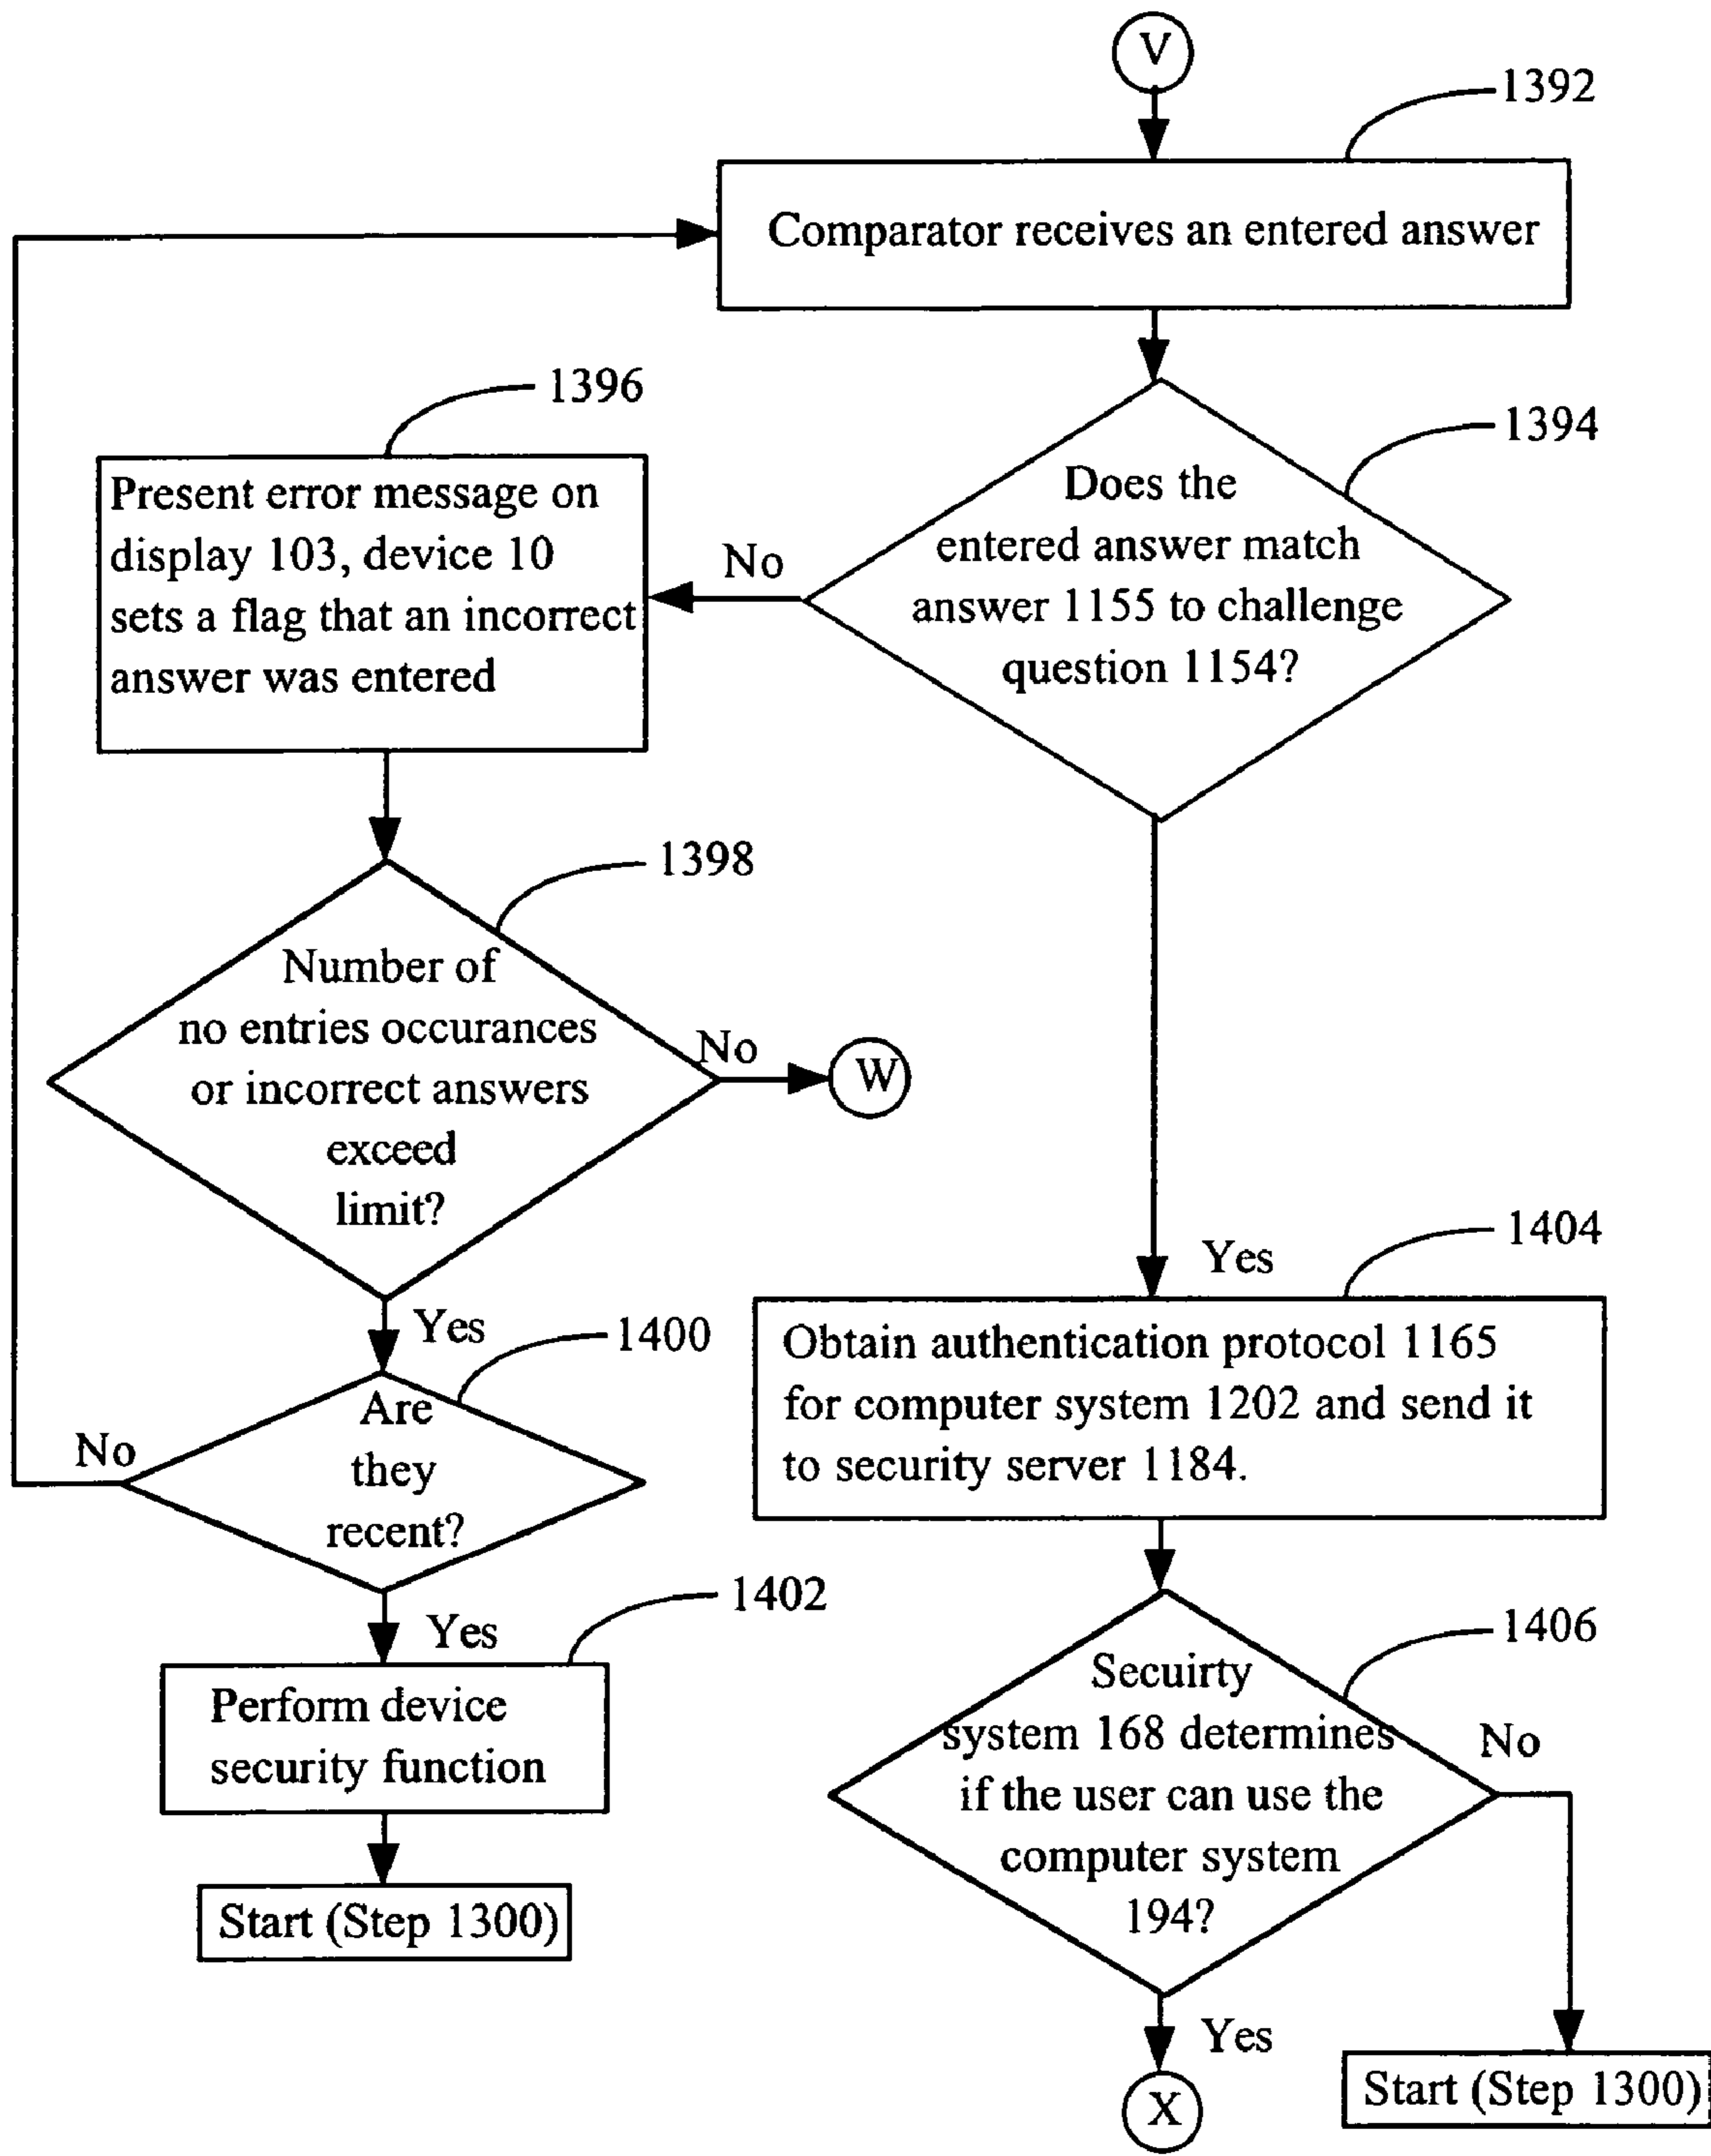 V
1392
Comparator receives an entered answer
1396
1394
Present error message on
display 103, device 10
sets a flag that an incorrect
answer was entered
No
Does the
entered answer match
answer 1155 to challenge
question 1154?
1398
Number of
no entries occurances
or incorrect answers
exceed
limit?
No
W
Yes
1404
Yes
1400
Obtain authentication protocol 1165
for computer system 1202 and send it
to security server 1184.
Are
they
recent?
No
1402
Yes
1406
Perform device
security function
Secuirty
system 168 determines
if the user can use the
computer system
194?
No
Start (Step 1300)
Yes
Start (Step 1300)
X